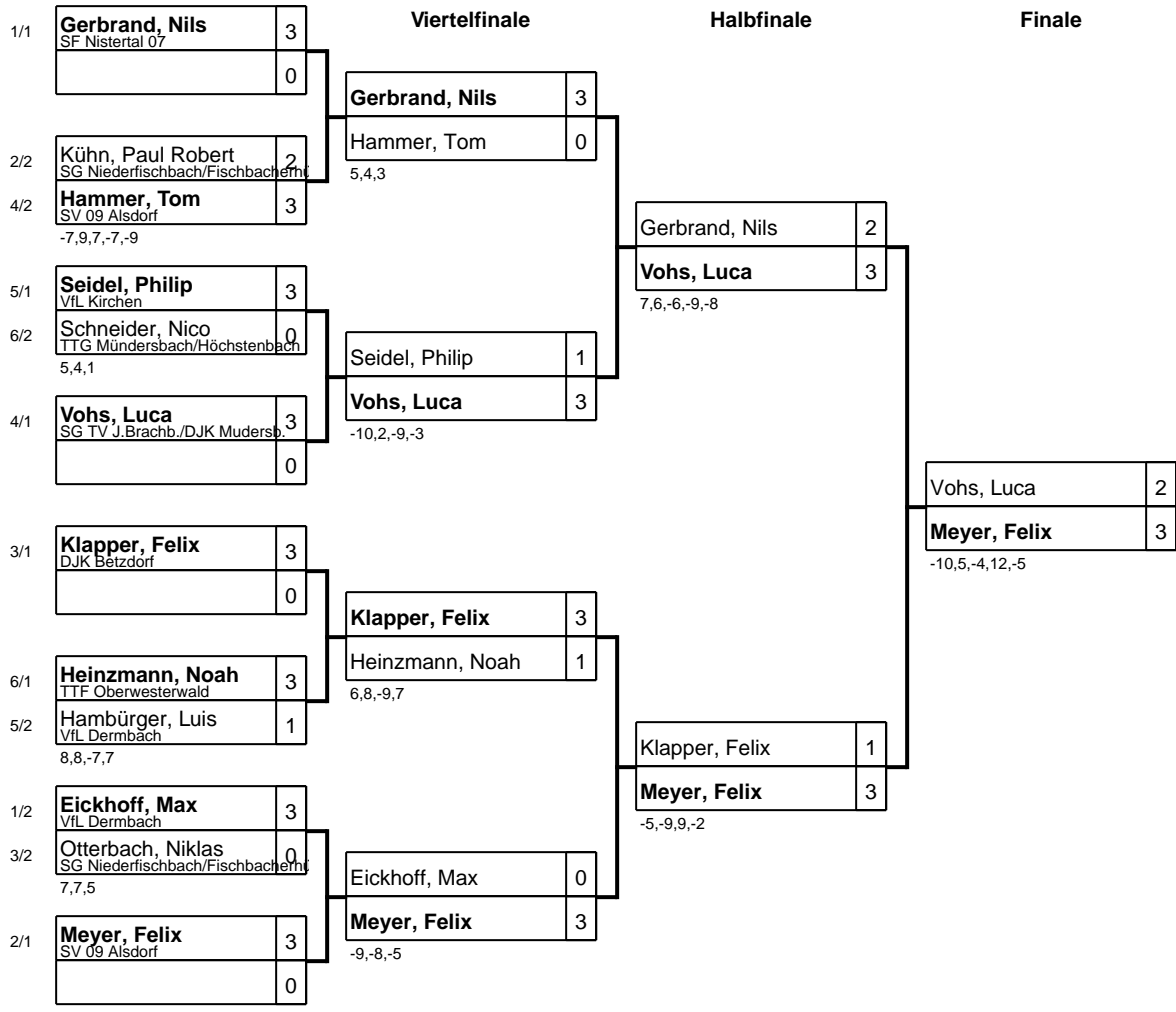 Viertelfinale
Halbfinale
Finale
1/1
Gerbrand, Nils
3
SF Nistertal 07
0
2/2
Kühn, Paul Robert
2
SG Niederfischbach/Fischbacherhü
4/2
Hammer, Tom
3
SV 09 Alsdorf
-7,9,7,-7,-9
5/1
Seidel, Philip
3
VfL Kirchen
6/2
Schneider, Nico
0
TTG Mündersbach/Höchstenbach
5,4,1
4/1
Vohs, Luca
3
SG TV J.Brachb./DJK Mudersb.
0
3/1
Klapper, Felix
3
DJK Betzdorf
0
6/1
Heinzmann, Noah
3
TTF Oberwesterwald
5/2
Hambürger, Luis
1
VfL Dermbach
8,8,-7,7
1/2
Eickhoff, Max
3
VfL Dermbach
3/2
Otterbach, Niklas
0
SG Niederfischbach/Fischbacherhü
7,7,5
2/1
Meyer, Felix
3
SV 09 Alsdorf
0
Gerbrand, Nils
3
Hammer, Tom
0
5,4,3
Seidel, Philip
1
Vohs, Luca
3
-10,2,-9,-3
Klapper, Felix
3
Heinzmann, Noah
1
6,8,-9,7
Eickhoff, Max
0
Meyer, Felix
3
-9,-8,-5
Gerbrand, Nils
2
Vohs, Luca
3
7,6,-6,-9,-8
Klapper, Felix
1
Meyer, Felix
3
-5,-9,9,-2
Vohs, Luca
2
Meyer, Felix
3
-10,5,-4,12,-5